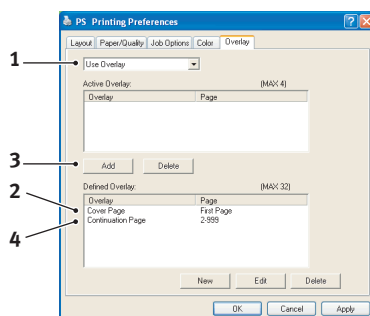 PS Printing Preferences
Layout Paper/Quality Job Options Color Overlay
1 Use Overlay
Active Overlay: (MAX 4)
Overlay Page
3 Add Delete
Defined Overlay: (MAX 32)
Overlay Page
2 Cover Page First Page
4 Continuation Page 2-999
New Edit Delete
OK Cancel Apply